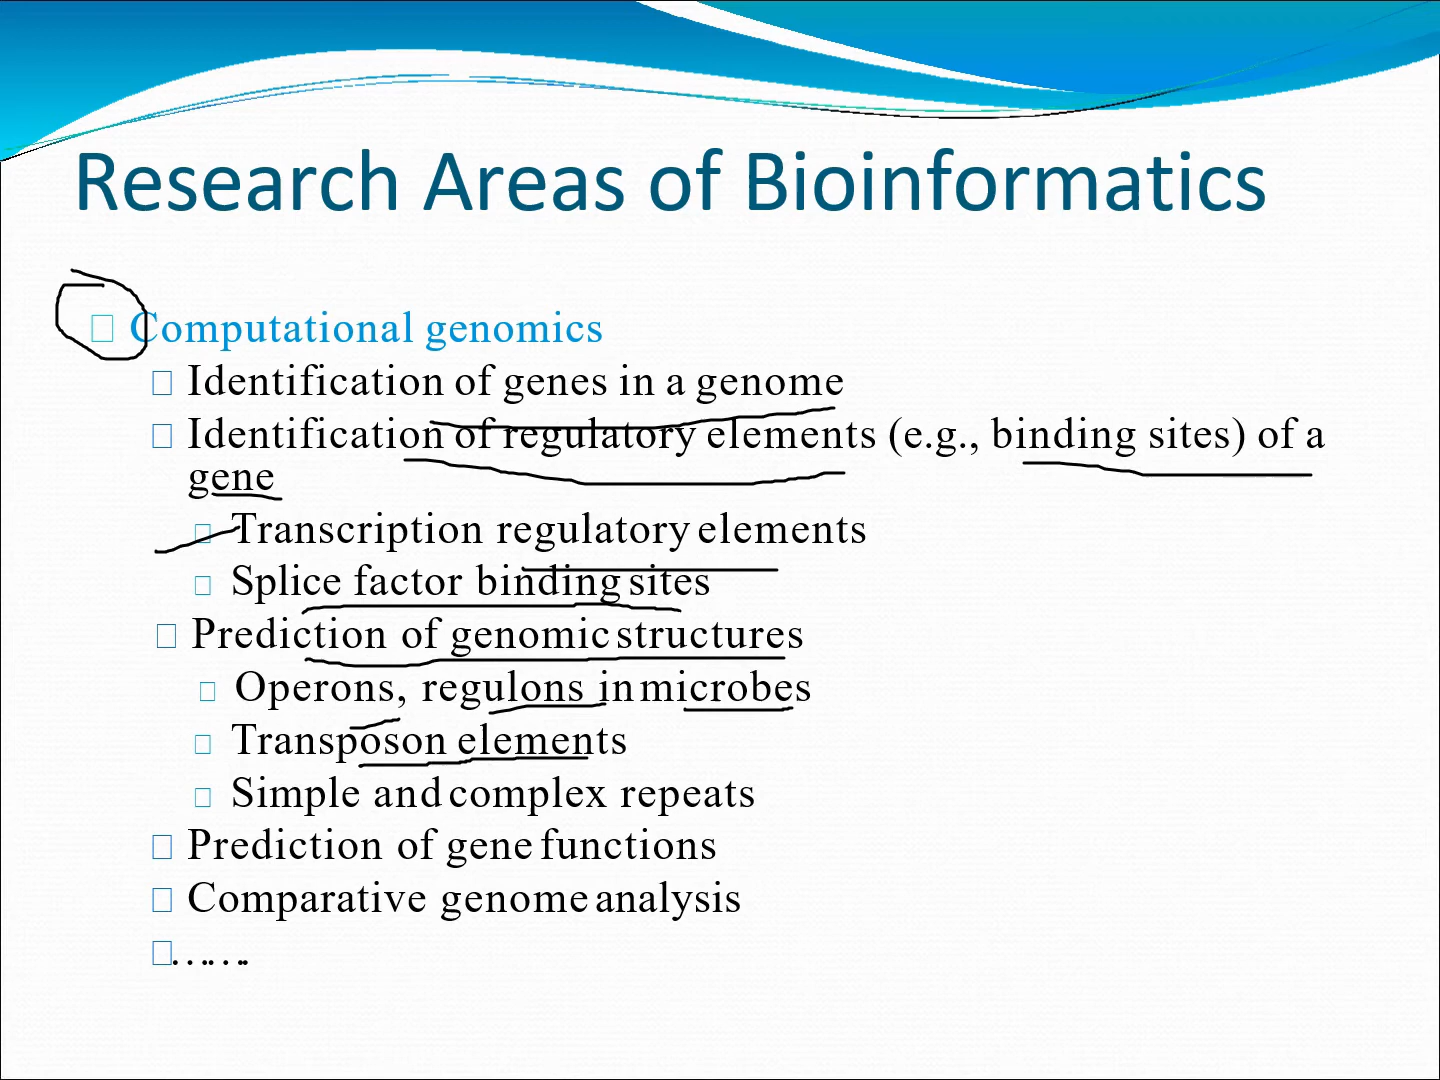 Research Areas of Bioinformatics
Computational genomics
Identification of genes in a genome
Identification of regulatory elements (e.g., binding sites) of a
gene
Transcription regulatory elements
Splice factor binding sites
Prediction of genomic structures
Operons, regulons in microbes
Transposon elements
Simple and complex repeats
Prediction of gene functions
Comparative genome analysis
…….